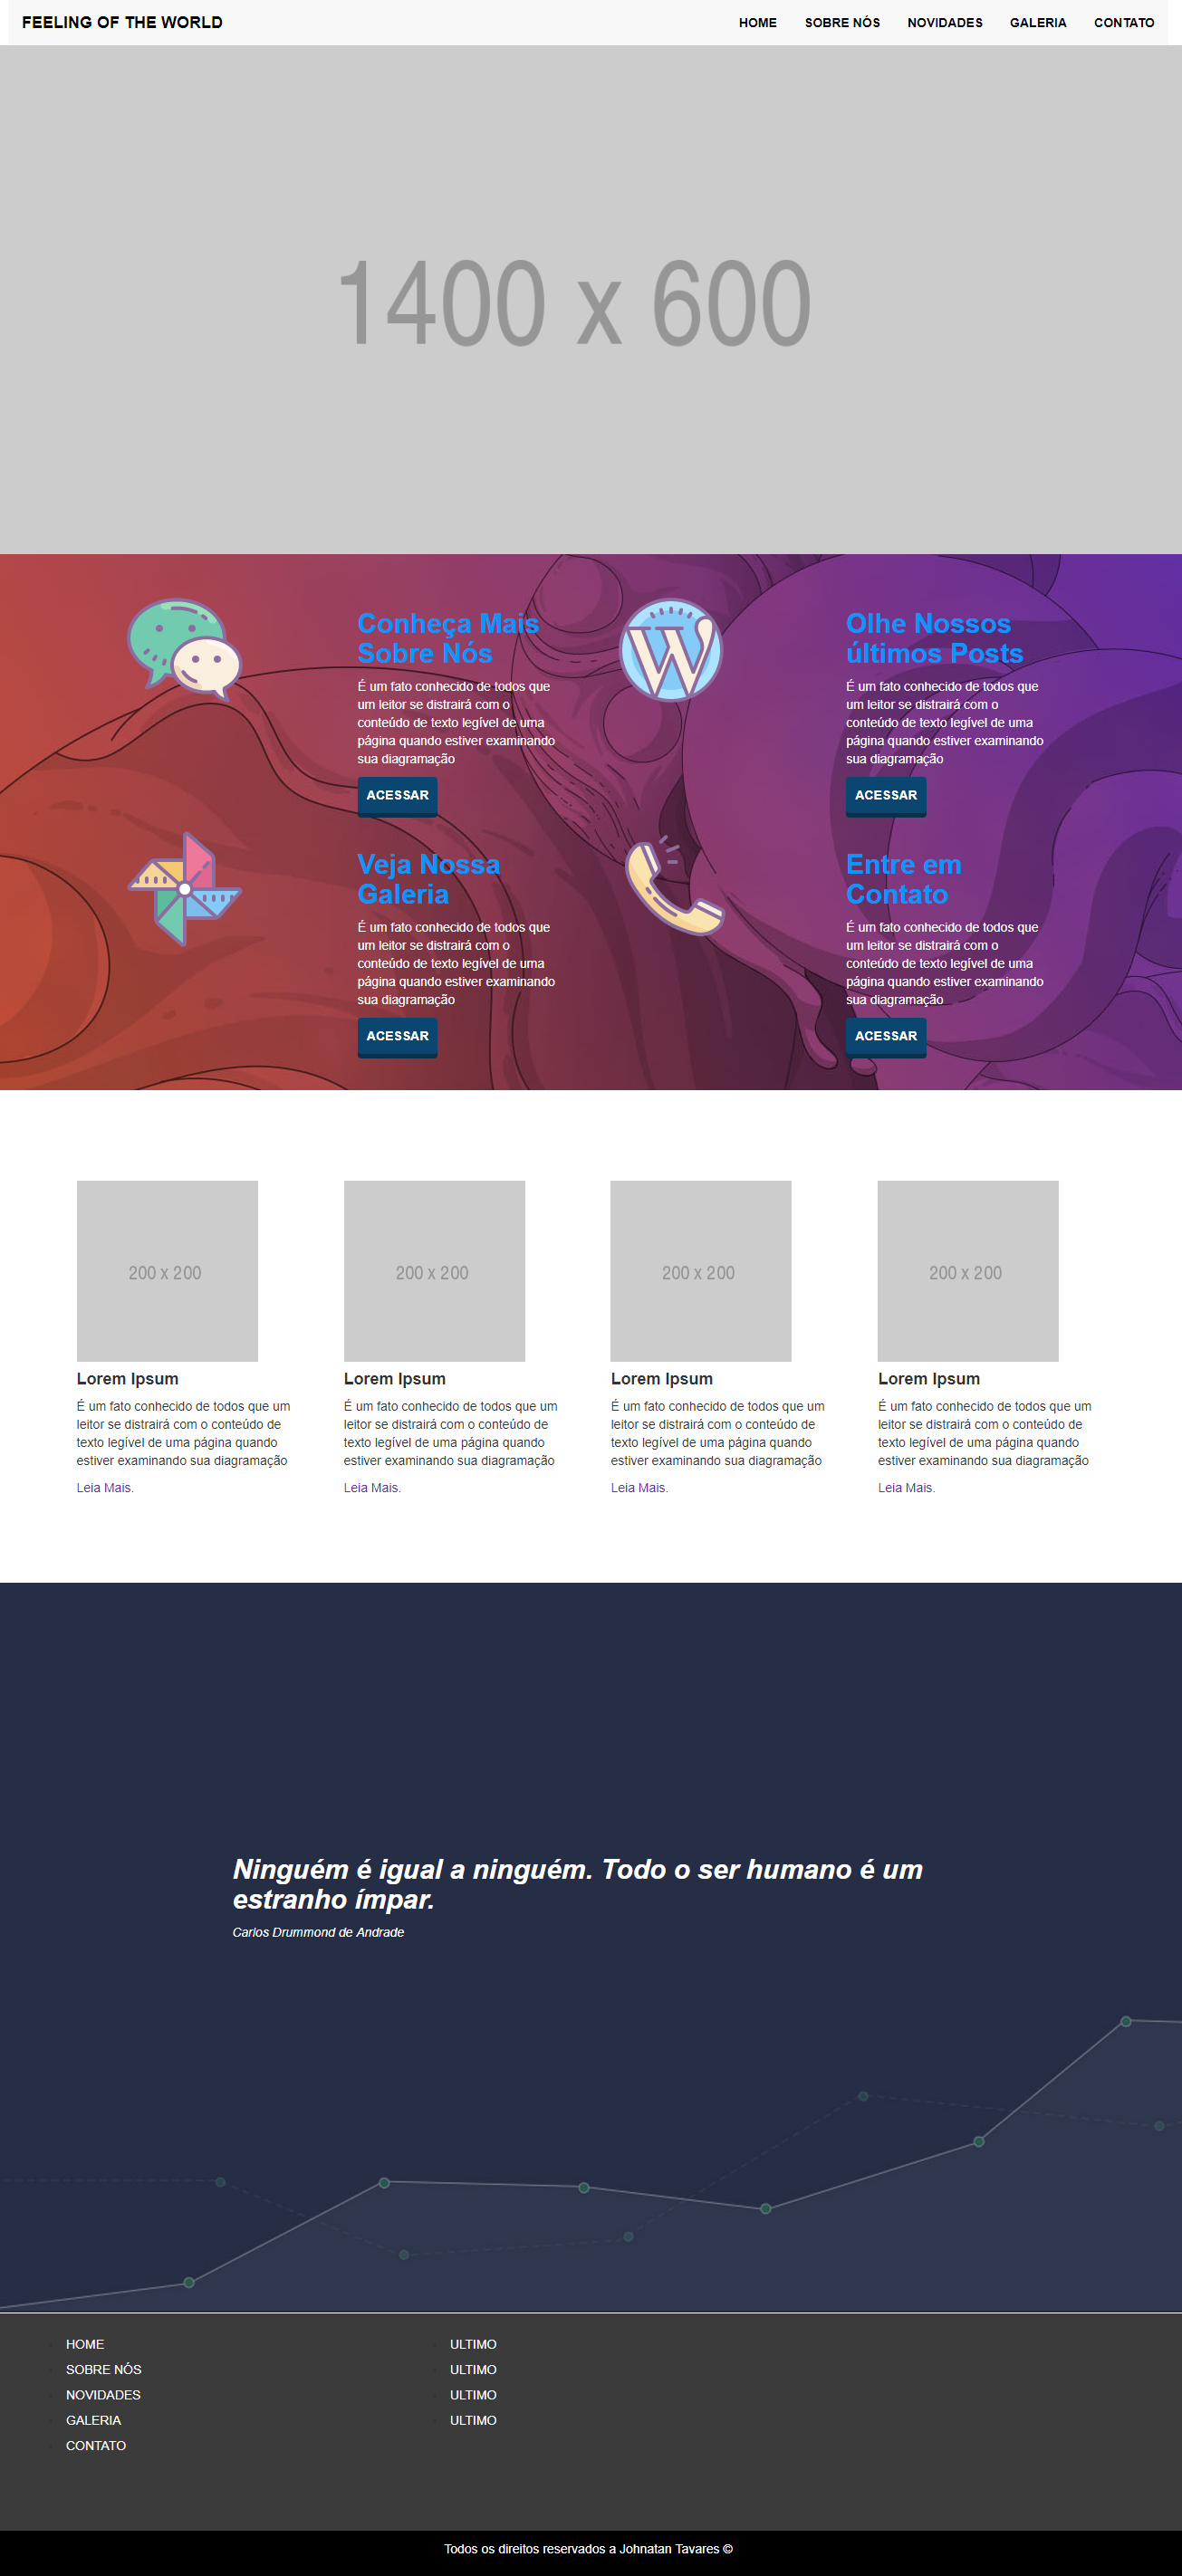 FEELING OF THE WORLD
HOME SOBRE NÓS NOVIDADES GALERIA CONTATO
1400 x 600
Conheça Mais
Sobre Nós
É um fato conhecido de todos que
um leitor se distrairá com o
conteúdo de texto legível de uma
página quando estiver examinando
sua diagramação
ACESSAR
Olhe Nossos
últimos Posts
É um fato conhecido de todos que
um leitor se distrairá com o
conteúdo de texto legível de uma
página quando estiver examinando
sua diagramação
ACESSAR
Veja Nossa
Galeria
É um fato conhecido de todos que
um leitor se distrairá com o
conteúdo de texto legível de uma
página quando estiver examinando
sua diagramação
ACESSAR
Entre em
Contato
É um fato conhecido de todos que
um leitor se distrairá com o
conteúdo de texto legível de uma
página quando estiver examinando
sua diagramação
ACESSAR
200 x 200
Lorem Ipsum
É um fato conhecido de todos que um
leitor se distrairá com o conteúdo de
texto legível de uma página quando
estiver examinando sua diagramação
Leia Mais.
200 x 200
Lorem Ipsum
É um fato conhecido de todos que um
leitor se distrairá com o conteúdo de
texto legível de uma página quando
estiver examinando sua diagramação
Leia Mais.
200 x 200
Lorem Ipsum
É um fato conhecido de todos que um
leitor se distrairá com o conteúdo de
texto legível de uma página quando
estiver examinando sua diagramação
Leia Mais.
200 x 200
Lorem Ipsum
É um fato conhecido de todos que um
leitor se distrairá com o conteúdo de
texto legível de uma página quando
estiver examinando sua diagramação
Leia Mais.
Ninguém é igual a ninguém. Todo o ser humano é um
estranho ímpar.
Carlos Drummond de Andrade
HOME
SOBRE NÓS
NOVIDADES
GALERIA
CONTATO
ULTIMO
ULTIMO
ULTIMO
ULTIMO
Todos os direitos reservados a Johnatan Tavares ©